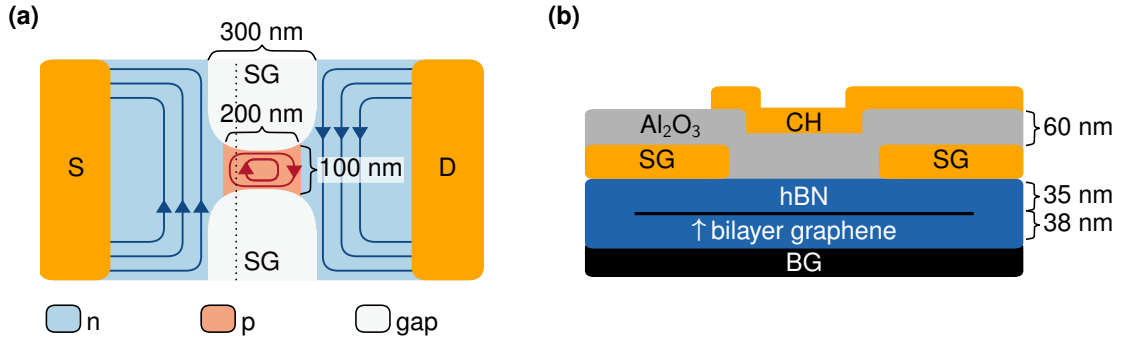 (a)
300 nm
SG
200 nm
S
100 nm
D
SG
n
p
gap
(b)
CH
Al₂O₃
60 nm
SG
SG
hBN
35 nm
↑ bilayer graphene
38 nm
BG